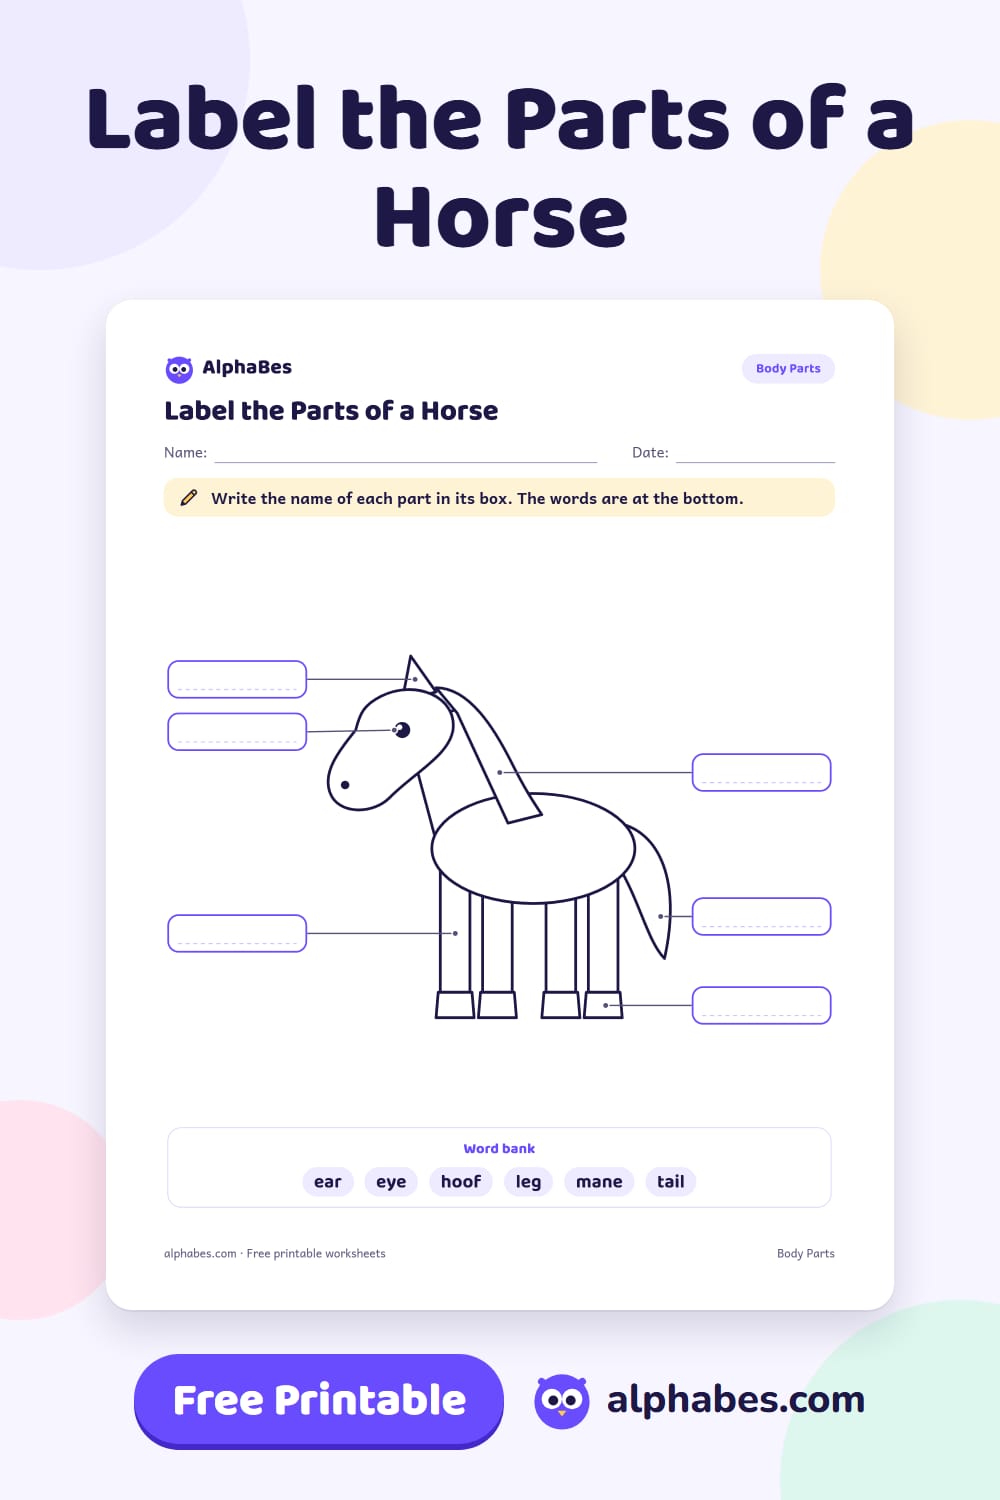 Label the Parts of a
Horse
AlphaBes
Body Parts
Label the Parts of a Horse
Name:
Date:
Write the name of each part in its box. The words are at the bottom.
Word bank
ear eye hoof leg mane tail
alphabes.com · Free printable worksheets
Body Parts
Free Printable
alphabes.com